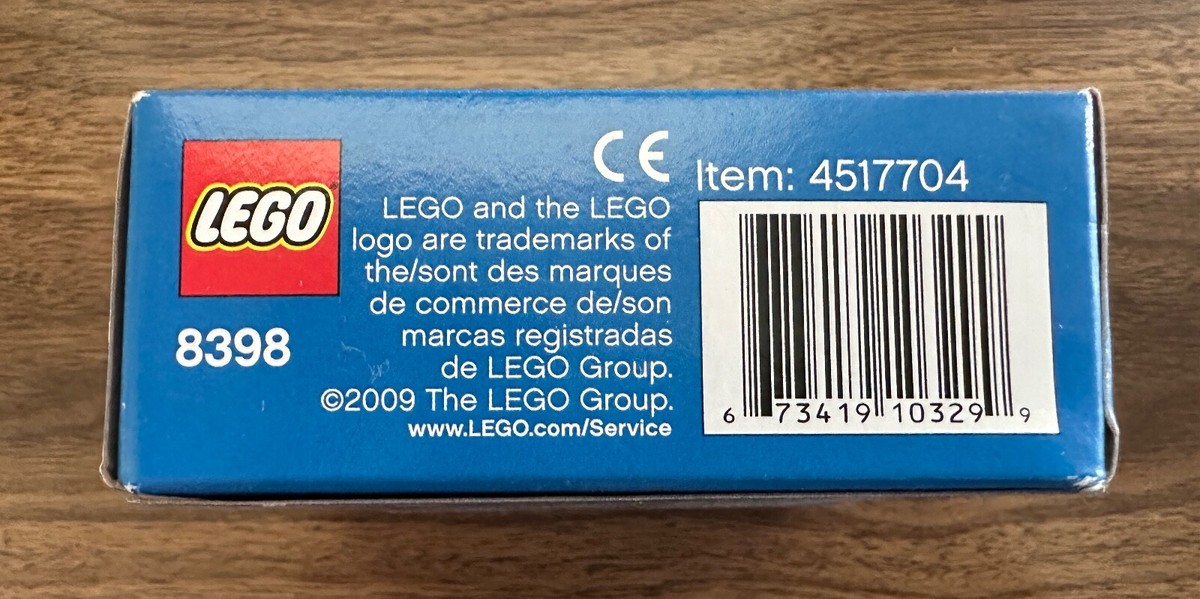 LEGO
8398
CE
LEGO and the LEGO
logo are trademarks of
the/sont des marques
de commerce de/son
marcas registradas
de LEGO Group.
©2009 The LEGO Group.
www.LEGO.com/Service
Item: 4517704
6 73419 10329 9